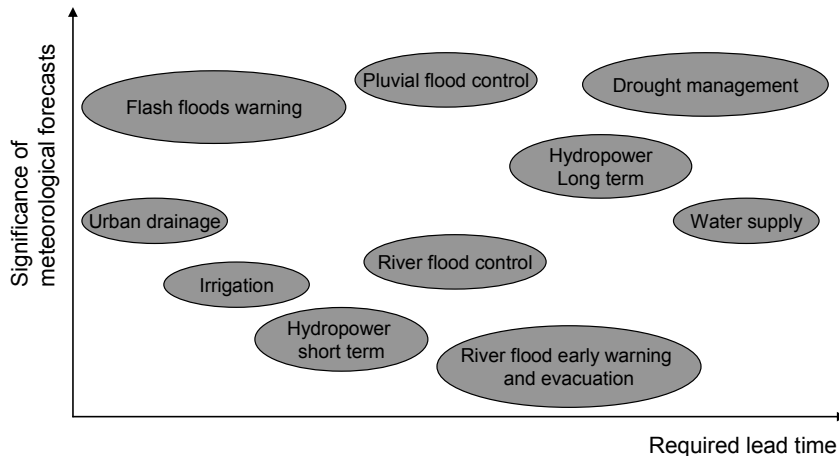 Significance of
meteorological forecasts
Pluvial flood control
Drought management
Flash floods warning
Hydropower
Long term
Urban drainage
Water supply
River flood control
Irrigation
Hydropower
short term
River flood early warning
and evacuation
Required lead time